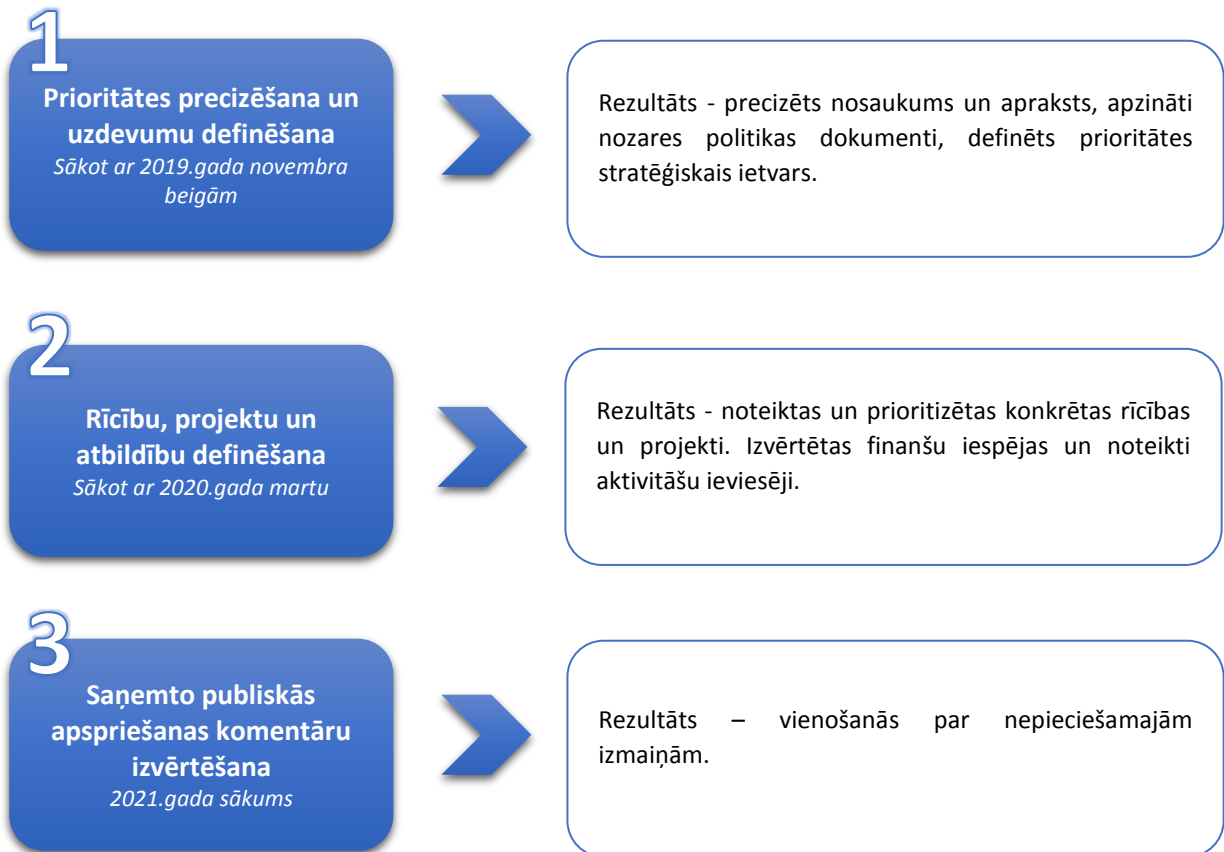 1
Prioritātes precizēšana un
uzdevumu definēšana
Sākot ar 2019.gada novembra
beigām
Rezultāts - precizēts nosaukums un apraksts, apzināti
nozares politikas dokumenti, definēts prioritātes
stratēģiskais ietvars.
2
Rīcību, projektu un
atbildību definēšana
Sākot ar 2020.gada martu
Rezultāts - noteiktas un prioritizētas konkrētas rīcības
un projekti. Izvērtētas finanšu iespējas un noteikti
aktivitāšu ieviesēji.
3
Saņemto publiskās
apspriešanas komentāru
izvērtēšana
2021.gada sākums
Rezultāts – vienošanās par nepieciešamajām
izmaiņām.